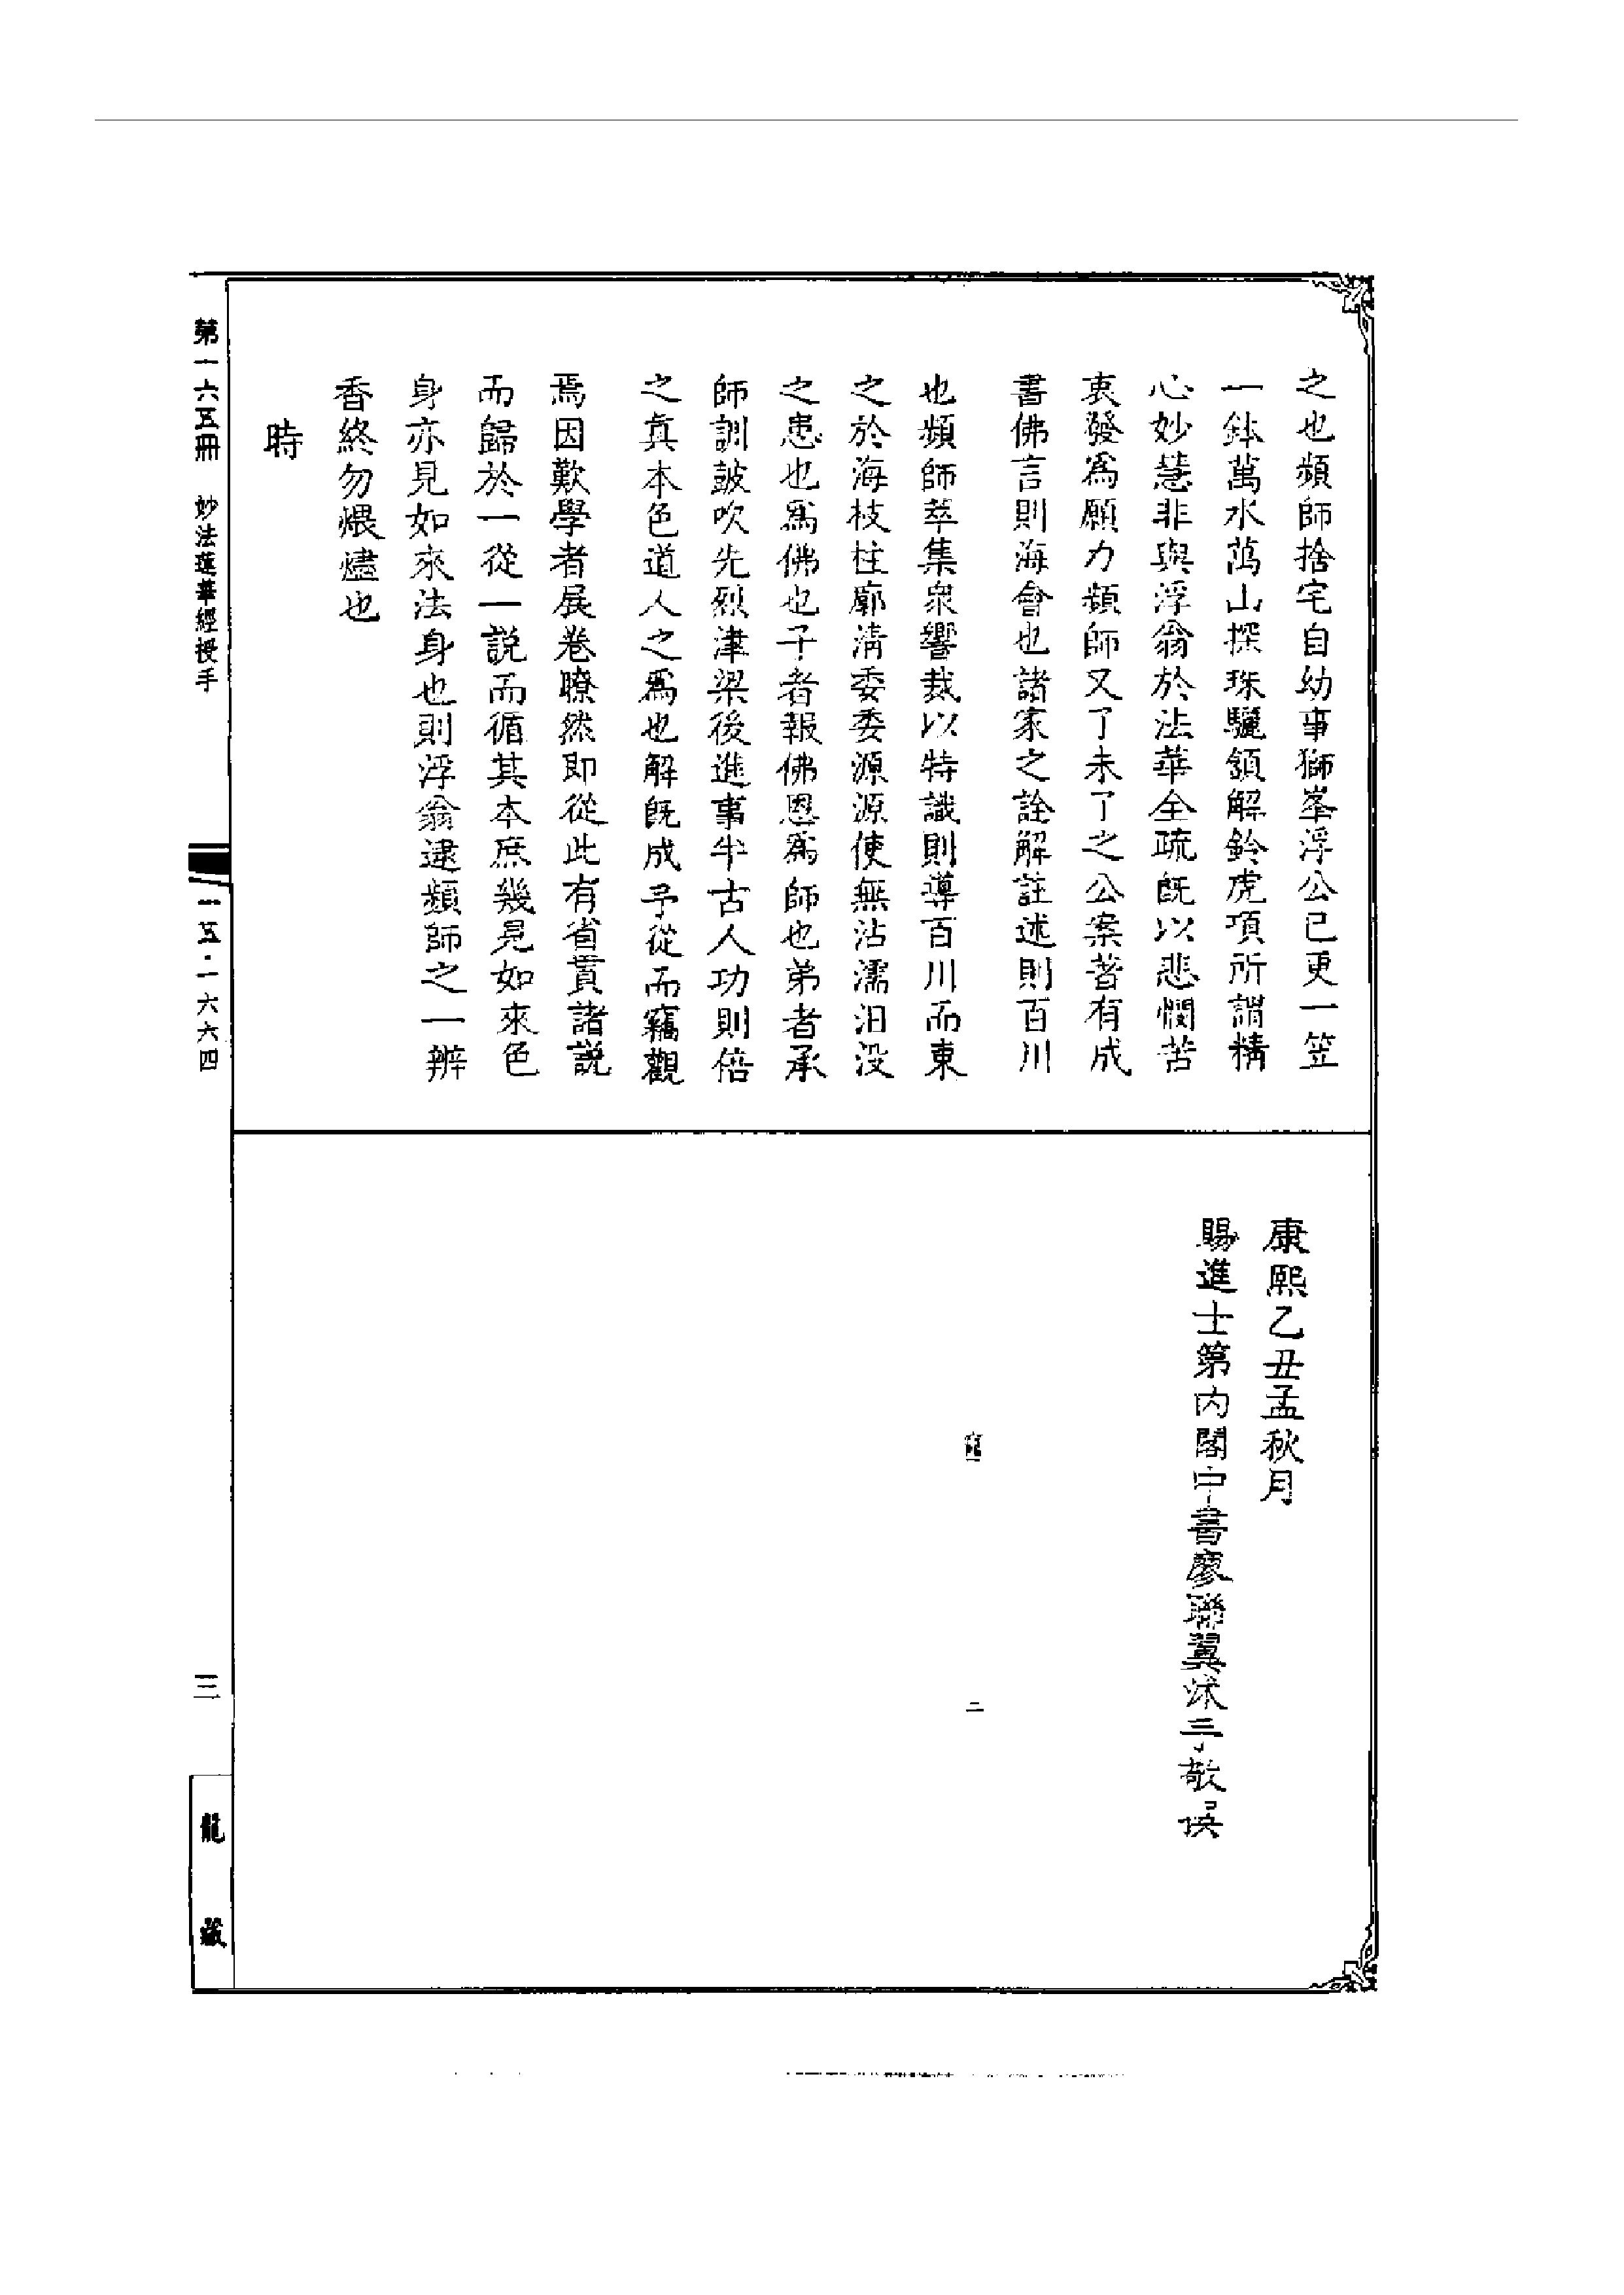 之也頻師捨宅自幼事獅峯浮公已更一笠
一鉢萬水萬山探珠驪頷解鈴虎項所謂精
心妙慧非與浮翁於法華全疏旣以悲憫苦
衷發爲願力頻師又了未了之公案著有成
書佛言則海會也諸家之詮解註述則百川
也頻師萃集衆響裁以特識則導百川而東
之於海枝柱廓清委委源源使無沾濡汩没
之患也爲佛也子者報佛恩爲師也弟者承
師訓皷吹先烈津梁後進事半古人功則倍
之真本色道人之爲也解旣成予從而竊觀
焉因歎學者展卷瞭然即從此有省貫諸說
而歸於一從一說而循其本庶幾見如來色
身亦見如來法身也則浮翁逮頻師之一辨
香終勿煨燼也
時
康熙乙丑孟秋月
賜進士第内閣中書廖聯翼沐手敬譔
二
第一六五冊 妙法蓮華經授手
一五·一六六四
三
龍藏